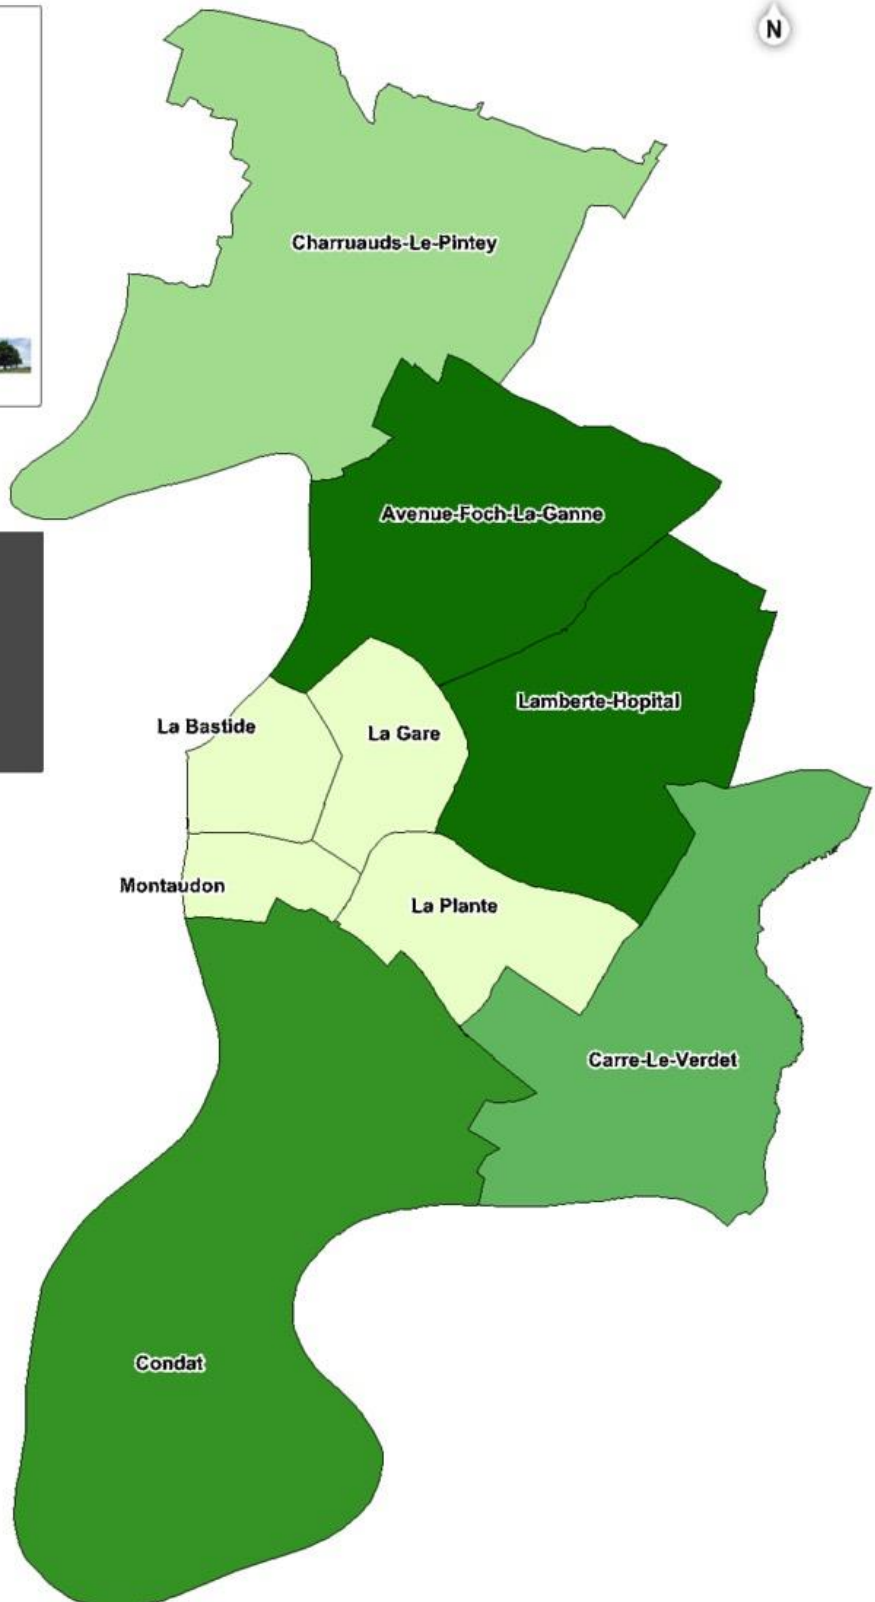 N
Charruauds-Le-Pintey
Avenue-Foch-La-Ganne
Lamberte-Hopital
La Bastide
La Gare
Montaudon
La Plante
Carre-Le-Verdet
Condat